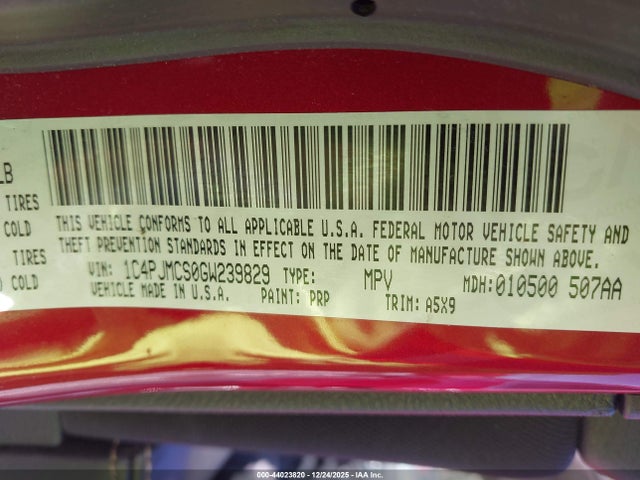 LB
TIRES
COLD
TIRES
COLD
THIS VEHICLE CONFORMS TO ALL APPLICABLE U.S.A. FEDERAL MOTOR VEHICLE SAFETY AND
THEFT PREVENTION STANDARDS IN EFFECT ON THE DATE OF MANUFACTURE SHOWN ABOVE.
VIN: 1C4PJMCS0GW239829 TYPE: MPV MDH: 010500 507AA
VEHICLE MADE IN U.S.A. PAINT: PRP TRIM: A5X9
000-44023820 - 12/24/2025 - IAA Inc.